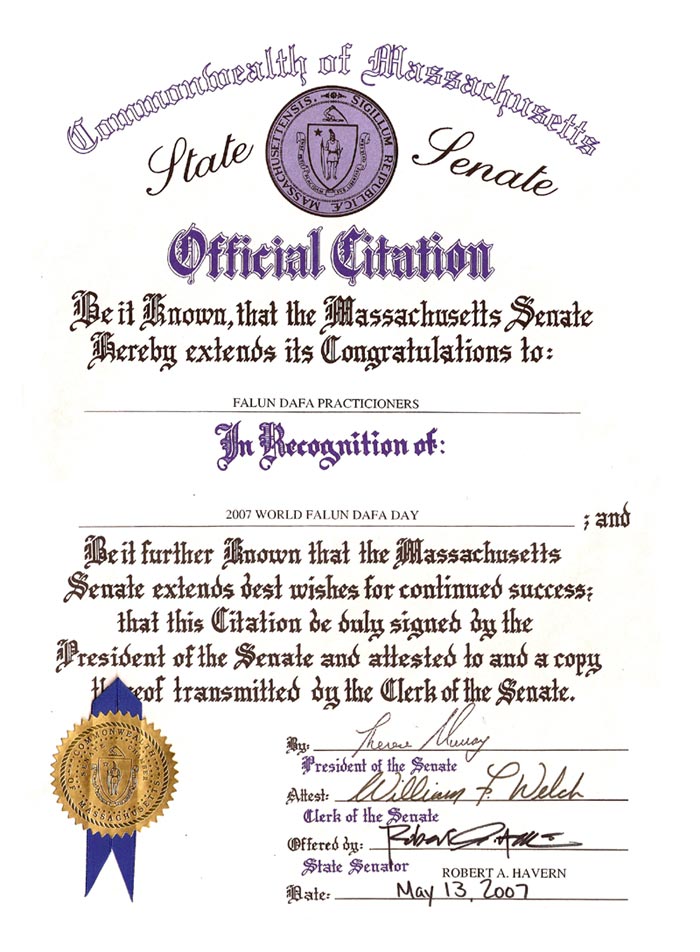 Commonwealth of Massachusetts
State Senate
SIGILLUM REIPUBLICÆ MASSACHUSETTENSIS.
Official Citation
Be it Known, that the Massachusetts Senate
Hereby extends its Congratulations to:
FALUN DAFA PRACTICIONERS
In Recognition of:
2007 WORLD FALUN DAFA DAY ; and
Be it further Known that the Massachusetts
Senate extends best wishes for continued success;
that this Citation be duly signed by the
President of the Senate and attested to and a copy
thereof transmitted by the Clerk of the Senate.
By: Therese Murray
President of the Senate
Attest: William F. Welch
Clerk of the Senate
Offered by:
State Senator ROBERT A. HAVERN
Date: May 13, 2007
COMMONWEALTH OF MASSACHUSETTS